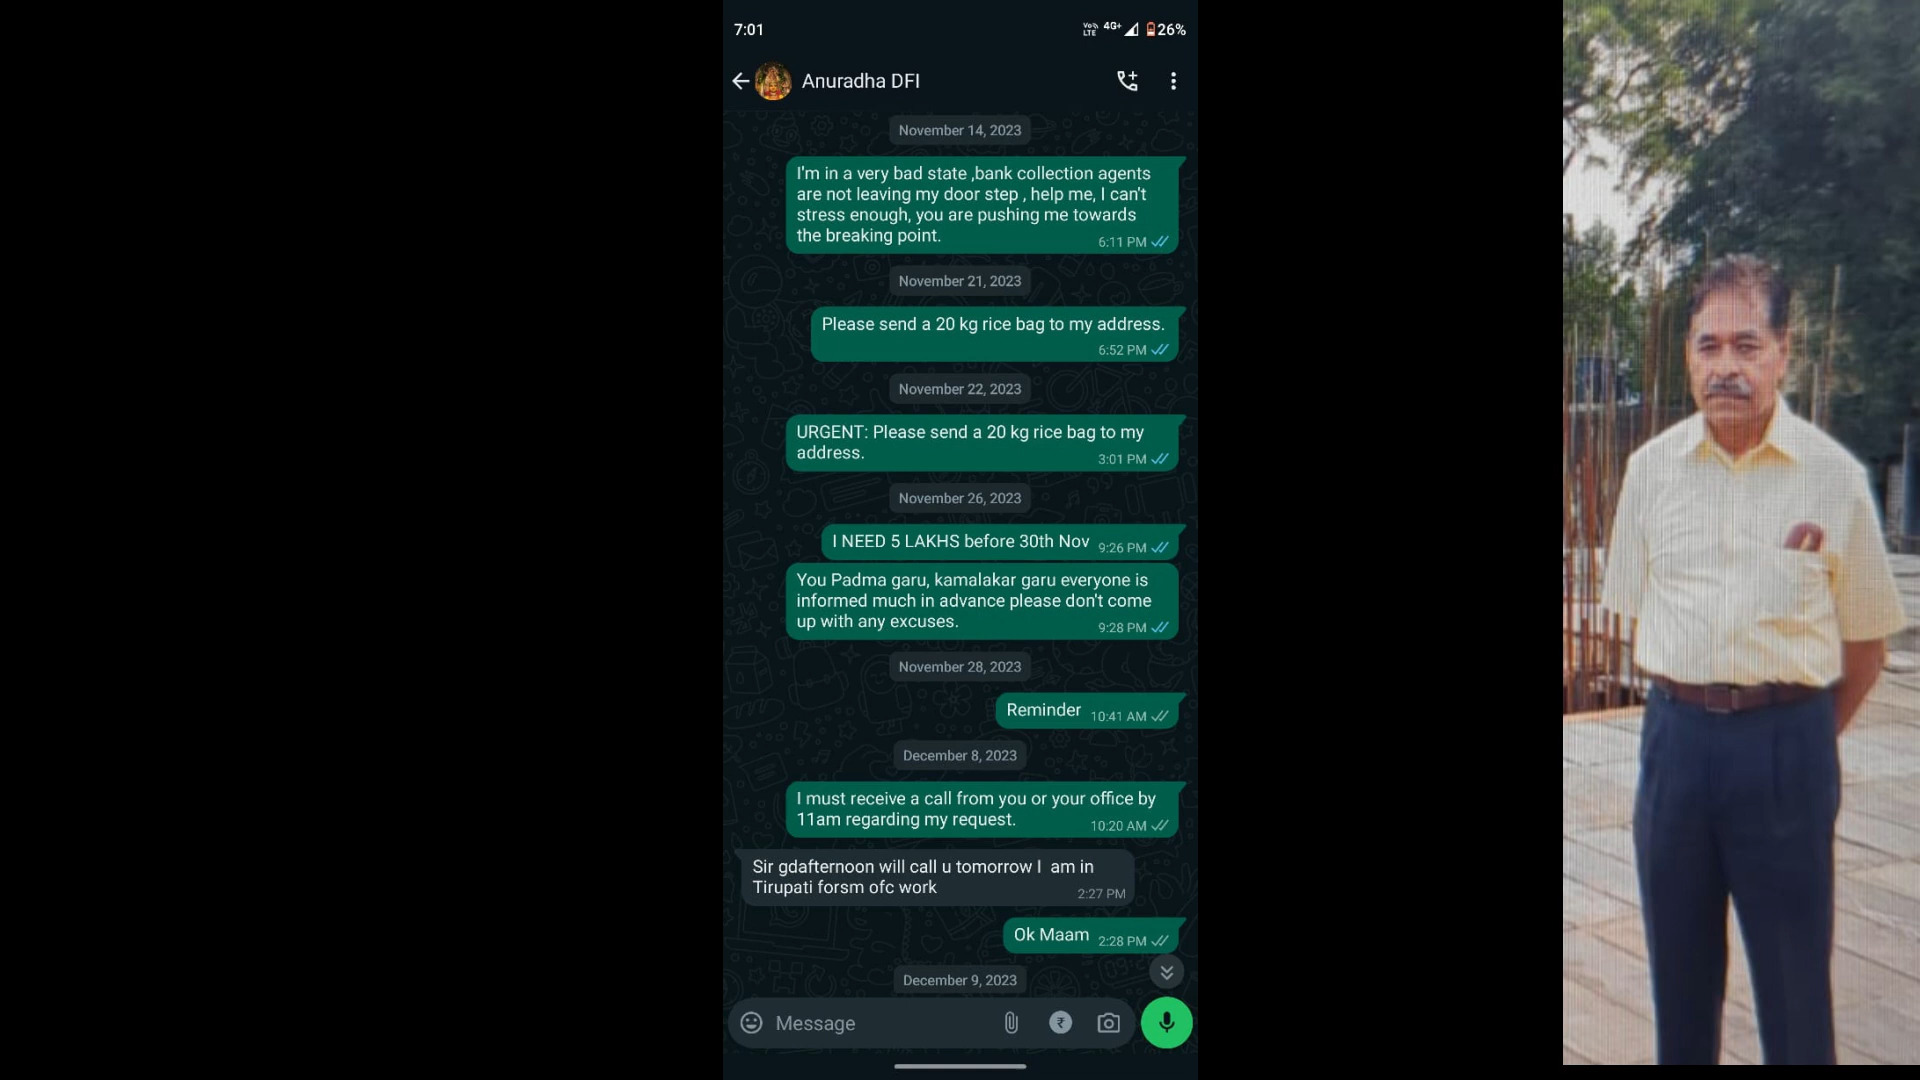 7:01
Vo)) LTE 4G+ 26%
Anuradha DFI
November 14, 2023
I'm in a very bad state ,bank collection agents
are not leaving my door step , help me, I can't
stress enough, you are pushing me towards
the breaking point.
6:11 PM
November 21, 2023
Please send a 20 kg rice bag to my address.
6:52 PM
November 22, 2023
URGENT: Please send a 20 kg rice bag to my
address.
3:01 PM
November 26, 2023
I NEED 5 LAKHS before 30th Nov 9:26 PM
You Padma garu, kamalakar garu everyone is
informed much in advance please don't come
up with any excuses.
9:28 PM
November 28, 2023
Reminder 10:41 AM
December 8, 2023
I must receive a call from you or your office by
11am regarding my request.
10:20 AM
Sir gdafternoon will call u tomorrow I am in
Tirupati forsm ofc work
2:27 PM
Ok Maam 2:28 PM
December 9, 2023
Message ₹